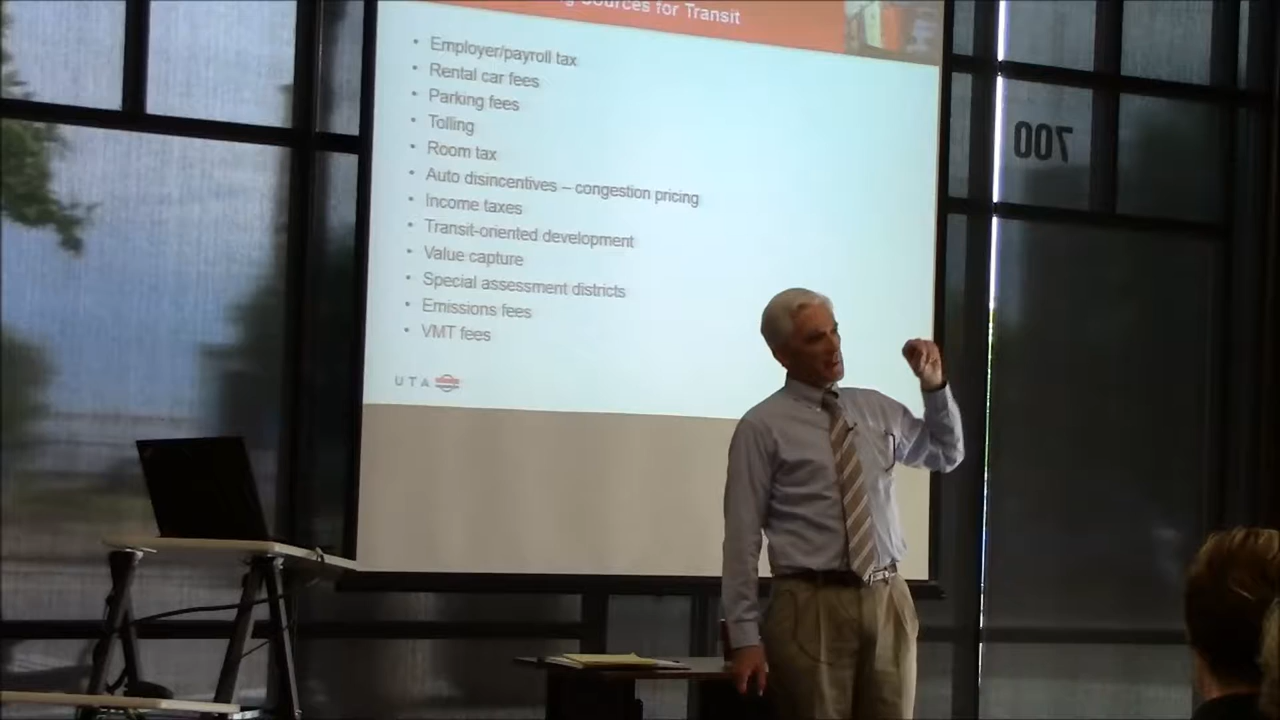 Sources for Transit
• Employer/payroll tax
• Rental car fees
• Parking fees
• Tolling
• Room tax
• Auto disincentives – congestion pricing
• Income taxes
• Transit-oriented development
• Value capture
• Special assessment districts
• Emissions fees
• VMT fees
UTA
700